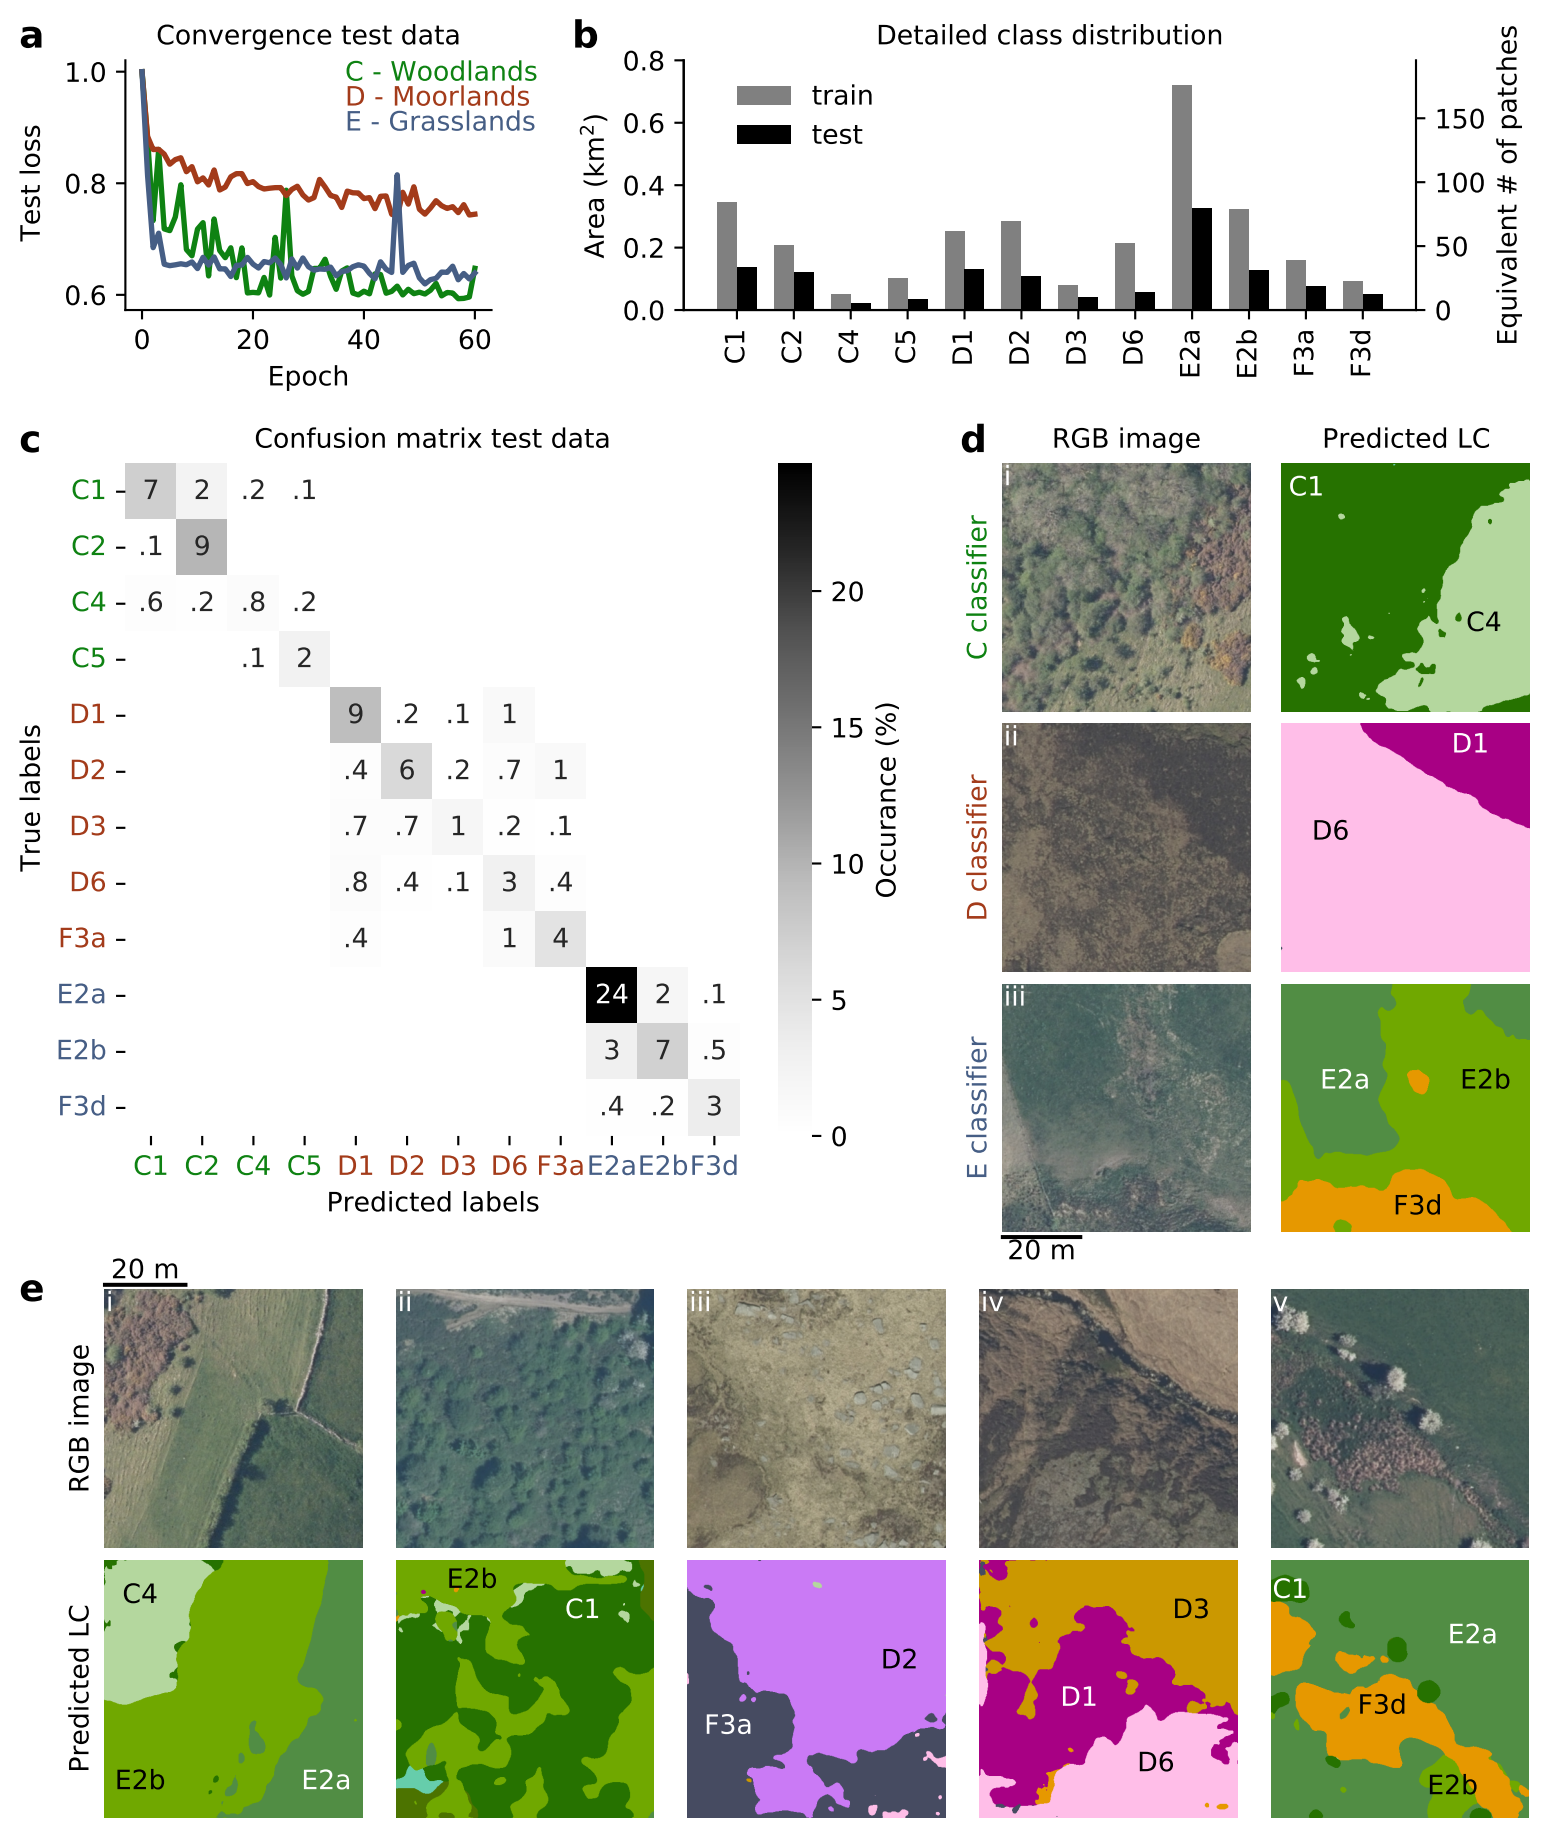 a
Convergence test data
C - Woodlands
D - Moorlands
E - Grasslands
1.0
0.8
0.6
Test loss
0
20
40
60
Epoch
b
Detailed class distribution
train
test
0.8
0.6
0.4
0.2
0.0
Area (km²)
150
100
50
0
Equivalent # of patches
C1 C2 C4 C5 D1 D2 D3 D6 E2a E2b F3a F3d
c
Confusion matrix test data
True labels
C1 7 2 .2 .1
C2 .1 9
C4 .6 .2 .8 .2
C5 .1 2
D1 9 .2 .1 1
D2 .4 6 .2 .7 1
D3 .7 .7 1 .2 .1
D6 .8 .4 .1 3 .4
F3a .4 1 4
E2a 24 2 .1
E2b 3 7 .5
F3d .4 .2 3
C1 C2 C4 C5 D1 D2 D3 D6 F3a E2a E2b F3d
Predicted labels
20
15
10
5
0
Occurance (%)
d
RGB image
Predicted LC
C classifier
i
C1
C4
D classifier
ii
D1
D6
E classifier
iii
E2a
E2b
F3d
20 m
e
20 m
RGB image
i
ii
iii
iv
v
Predicted LC
C4
E2b
E2a
E2b
C1
D2
F3a
D3
D1
D6
C1
E2a
F3d
E2b